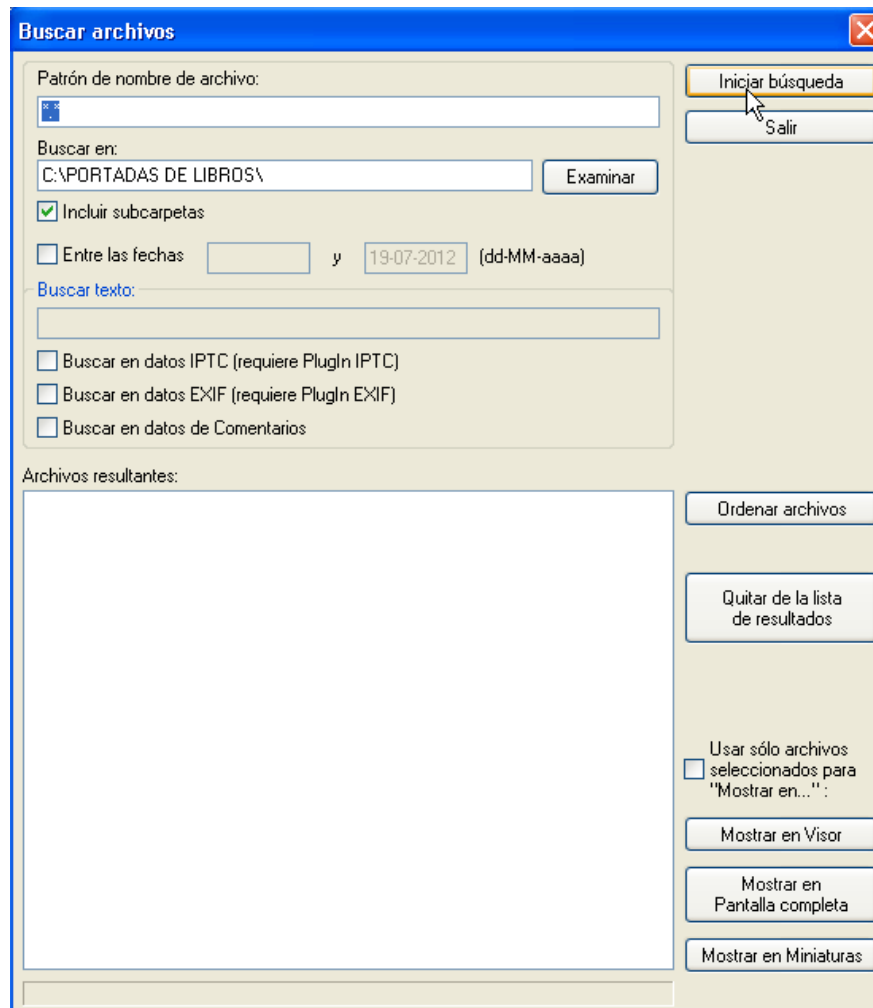 Buscar archivos
Patrón de nombre de archivo:
*.*
Iniciar búsqueda
Salir
Buscar en:
C:\PORTADAS DE LIBROS\
Examinar
Incluir subcarpetas
Entre las fechas
y
19-07-2012
(dd-MM-aaaa)
Buscar texto:
Buscar en datos IPTC (requiere PlugIn IPTC)
Buscar en datos EXIF (requiere PlugIn EXIF)
Buscar en datos de Comentarios
Archivos resultantes:
Ordenar archivos
Quitar de la lista
de resultados
Usar sólo archivos
seleccionados para
"Mostrar en..." :
Mostrar en Visor
Mostrar en
Pantalla completa
Mostrar en Miniaturas